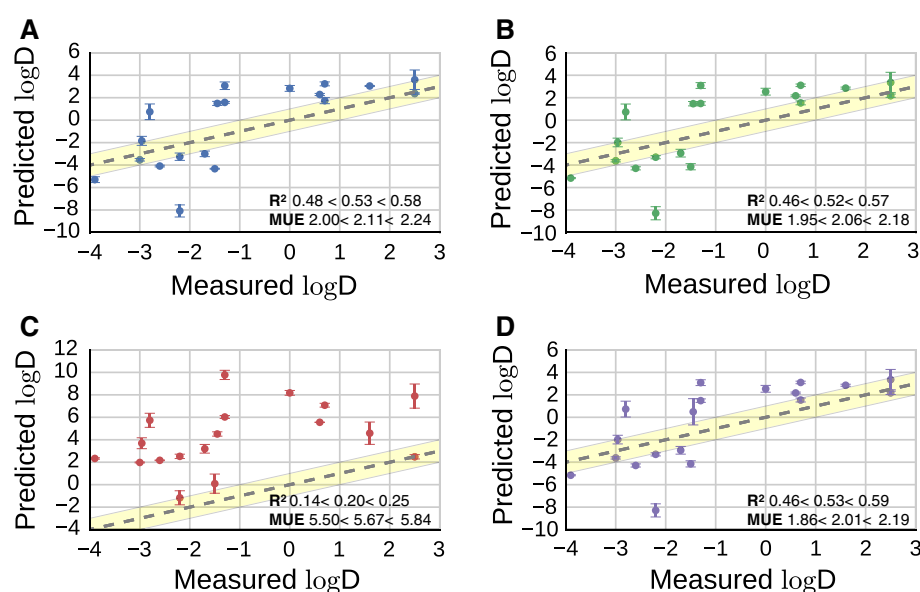 A
B
Predicted logD
6
4
2
0
−2
−4
−6
−8
−10
R² 0.48 < 0.53 < 0.58
MUE 2.00< 2.11< 2.24
−4 −3 −2 −1 0 1 2 3
Measured logD
Predicted logD
6
4
2
0
−2
−4
−6
−8
−10
R² 0.46< 0.52< 0.57
MUE 1.95< 2.06< 2.18
−4 −3 −2 −1 0 1 2 3
Measured logD
C
D
Predicted logD
12
10
8
6
4
2
0
−2
−4
R² 0.14< 0.20< 0.25
MUE 5.50< 5.67< 5.84
−4 −3 −2 −1 0 1 2 3
Measured logD
Predicted logD
6
4
2
0
−2
−4
−6
−8
−10
R² 0.46< 0.53< 0.59
MUE 1.86< 2.01< 2.19
−4 −3 −2 −1 0 1 2 3
Measured logD